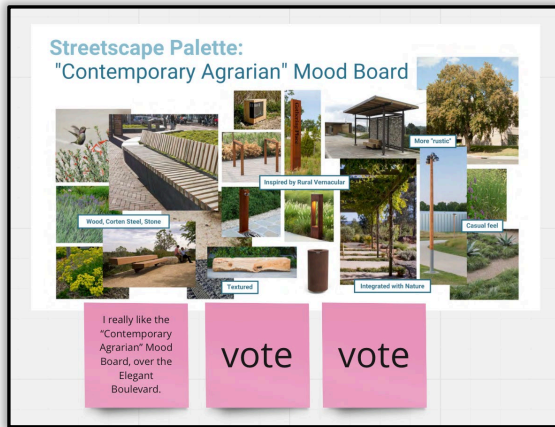 Streetscape Palette:
"Contemporary Agrarian" Mood Board
More "rustic"
Inspired by Rural Vernacular
Wood, Corten Steel, Stone
Casual feel
Textured
Integrated with Nature
I really like the
"Contemporary
Agrarian" Mood
Board, over the
Elegant
Boulevard.
vote
vote